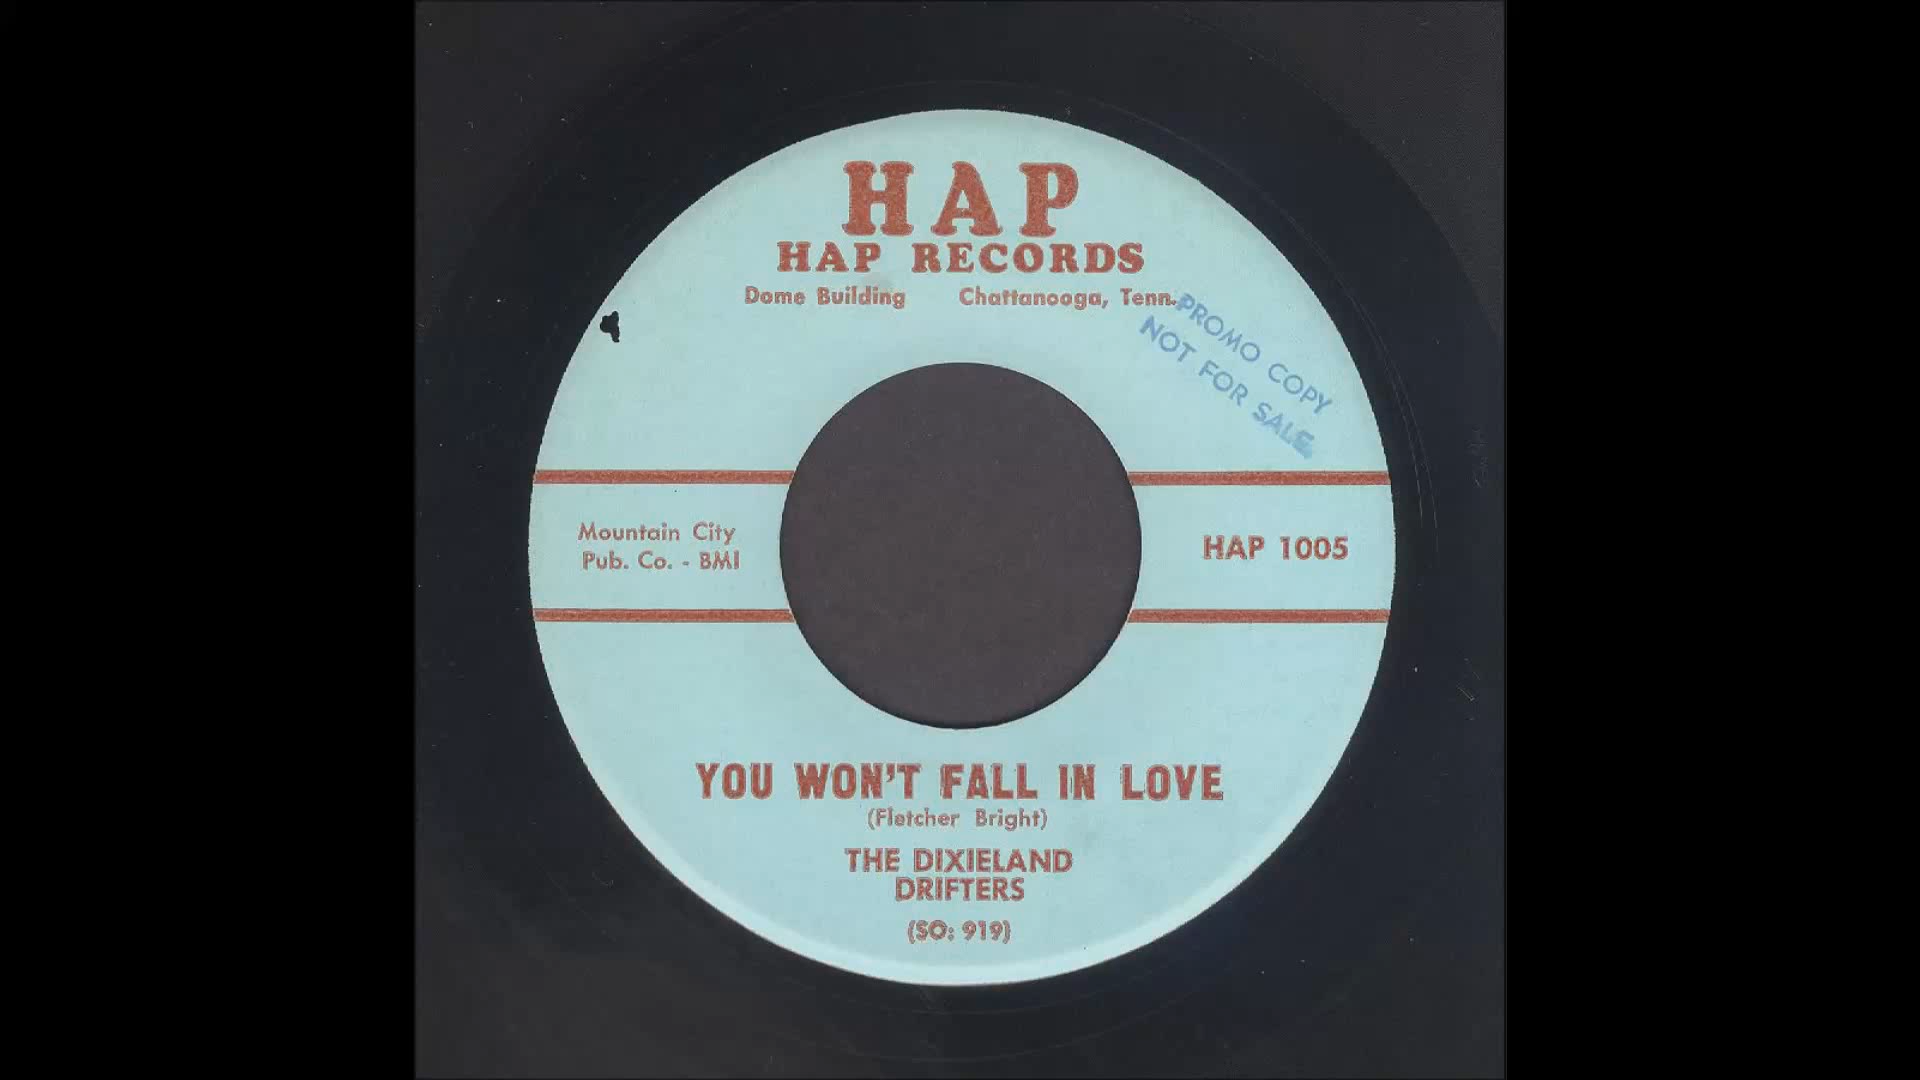 HAP
HAP RECORDS
Dome Building Chattanooga, Tenn.
PROMO COPY
NOT FOR SALE
Mountain City
Pub. Co. - BMI
HAP 1005
YOU WON'T FALL IN LOVE
(Fletcher Bright)
THE DIXIELAND
DRIFTERS
(SO: 919)